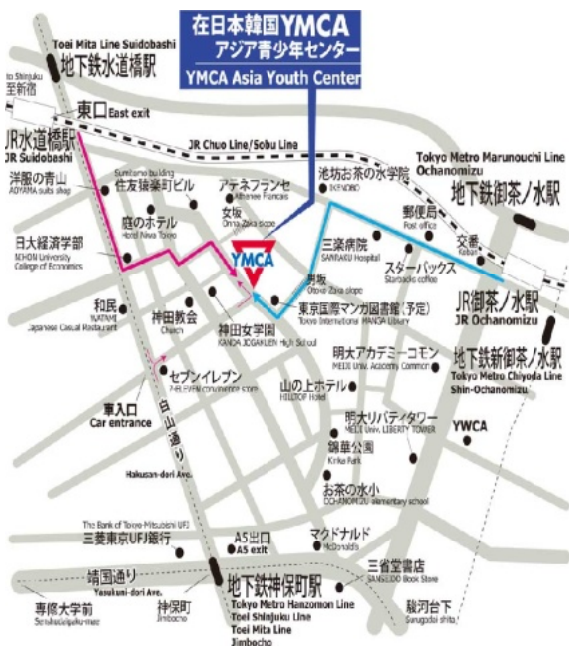 在日本韓国YMCA
アジア青少年センター
YMCA Asia Youth Center
Toei Mita Line Suidobashi
地下鉄水道橋駅
至新宿
東口 East exit
JR水道橋駅
JR Suidobashi
JR Chuo Line/Sobu Line
Tokyo Metro Marunouchi Line
Ochanomizu
地下鉄御茶ノ水駅
洋服の青山
AOYAMA suits shop
Sumitomo building
住友猿楽町ビル
アテネフランセ
Athenee Francais
池坊お茶の水学院
IKENOBO
郵便局
Post office
交番
Koban
庭のホテル
Hotel Niwa Tokyo
女坂
Onna-Zaka slope
YMCA
三楽病院
SANRAKU Hospital
スターバックス
Starbacks coffee
JR御茶ノ水駅
JR Ochanomizu
日大経済学部
NIHON University
College of Economics
男坂
Otoko-Zaka slope
東京国際マンガ図書館(予定)
Tokyo International MANGA Library
和民
WATAMI
Japanese Casual Restaurant
神田教会
Church
神田女学園
KANDA JOGAKUEN High School
地下鉄新御茶ノ水駅
Tokyo Metro Chiyoda Line
Shin-Ochanomizu
明大アカデミーコモン
MEIJI Univ. Academy Common
セブンイレブン
7-ELEVEN convenience store
山の上ホテル
HILLTOP Hotel
車入口
Car entrance
白山通り
Hakusan-dori Ave.
明大リバティタワー
MEIJI Univ. LIBERTY TOWER
YWCA
錦華公園
Kinka Park
お茶の水小
OCHANOMIZU elementary school
The Bank of Tokyo-Mitsubishi UFJ
三菱東京UFJ銀行
A5出口
A5 exit
マクドナルド
McDonald's
三省堂書店
SANSEIDO Book Store
靖国通り
Yasukuni-dori Ave.
専修大学前
Senshudaigaku-mae
神保町
Jimbocho
地下鉄神保町駅
Tokyo Metro Hanzomon Line
Toei Shinjuku Line
Toei Mita Line
Jimbocho
駿河台下
Surugadai shita